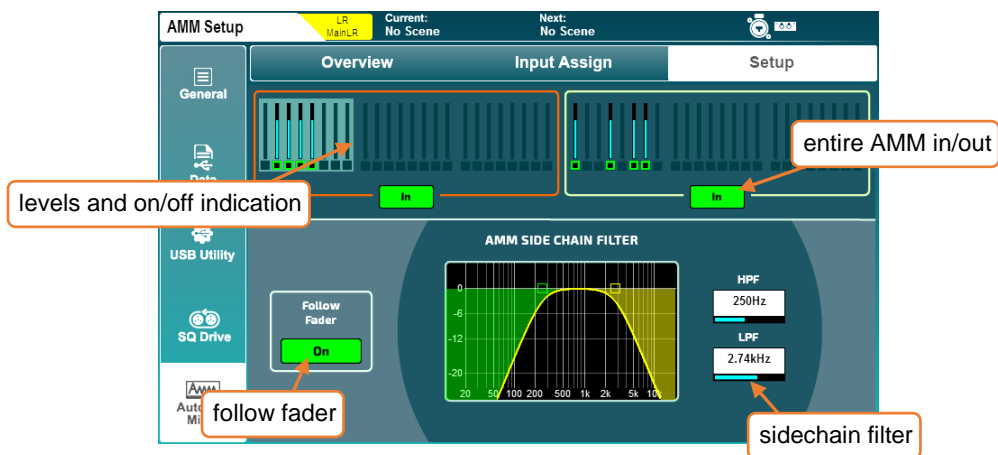 AMM Setup
LR
MainLR
Current:
No Scene
Next:
No Scene
Overview
Input Assign
Setup
General
entire AMM in/out
levels and on/off indication
In
In
USB Utility
AMM SIDE CHAIN FILTER
0
-6
-12
-20
20 50 100 200 500 1k 2k 5k 10k
HPF
250Hz
LPF
2.74kHz
Follow
Fader
On
SQ Drive
follow fader
sidechain filter